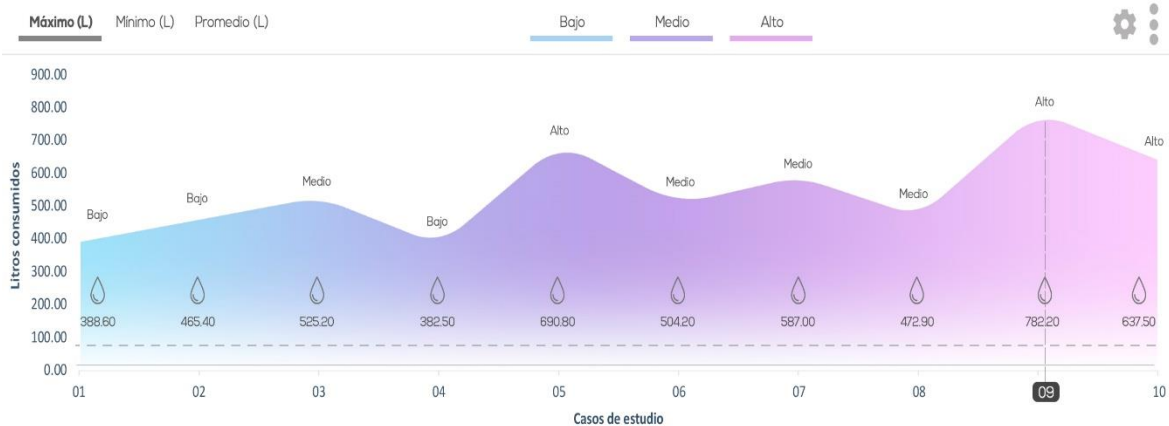 Máximo (L) Mínimo (L) Promedio (L) Bajo Medio Alto
Litros consumidos
900.00
800.00
700.00
600.00
500.00
400.00
300.00
200.00
100.00
0.00
Bajo Bajo Medio Bajo Alto Medio Medio Medio Alto Alto
388.60 465.40 525.20 382.50 690.80 504.20 587.00 472.90 782.20 637.50
01 02 03 04 05 06 07 08 09 10
Casos de estudio